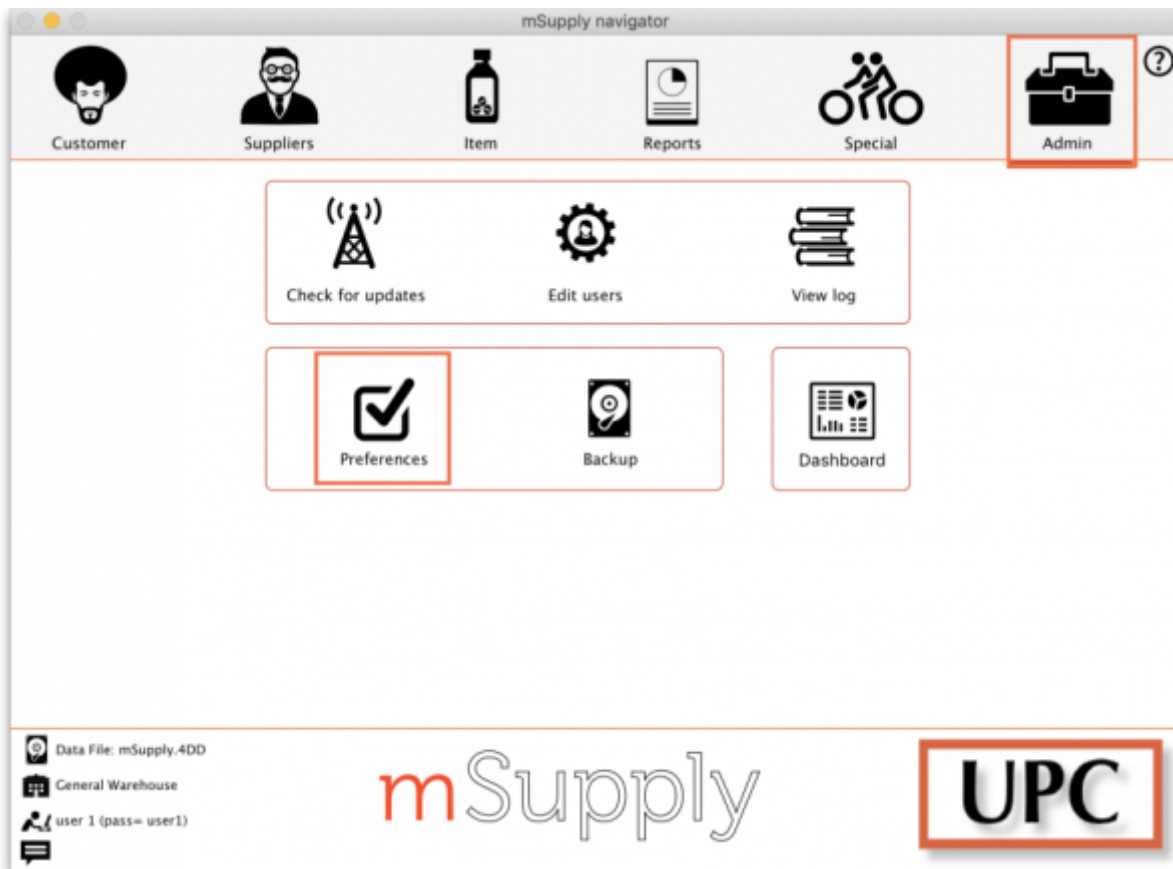 mSupply navigator
Customer
Suppliers
Item
Reports
Special
Admin
?
Check for updates
Edit users
View log
Preferences
Backup
Dashboard
Data File: mSupply.4DD
General Warehouse
user 1 (pass= user1)
mSupply
UPC